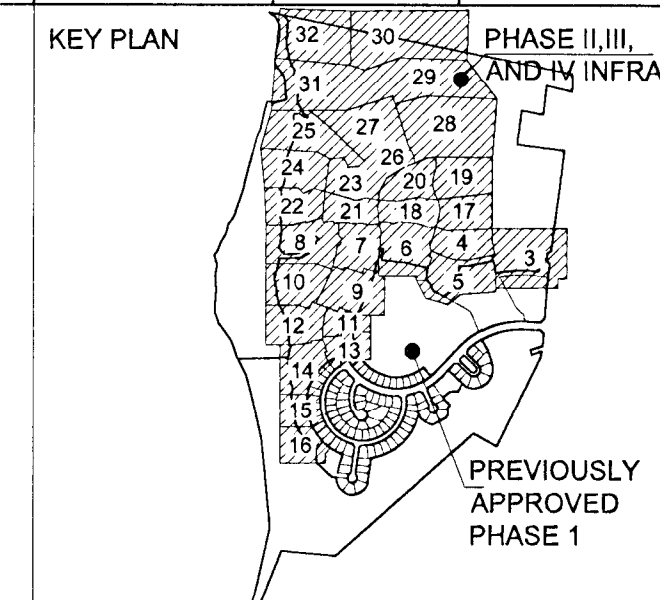 KEY PLAN
PHASE II,III,
AND IV INFRA
32 30
31 29
25 27 28
26
24 23 20 19
22 21 18 17
8 7 6 4 3
10 9 5
12 11
13
14
15
16
PREVIOUSLY
APPROVED
PHASE 1